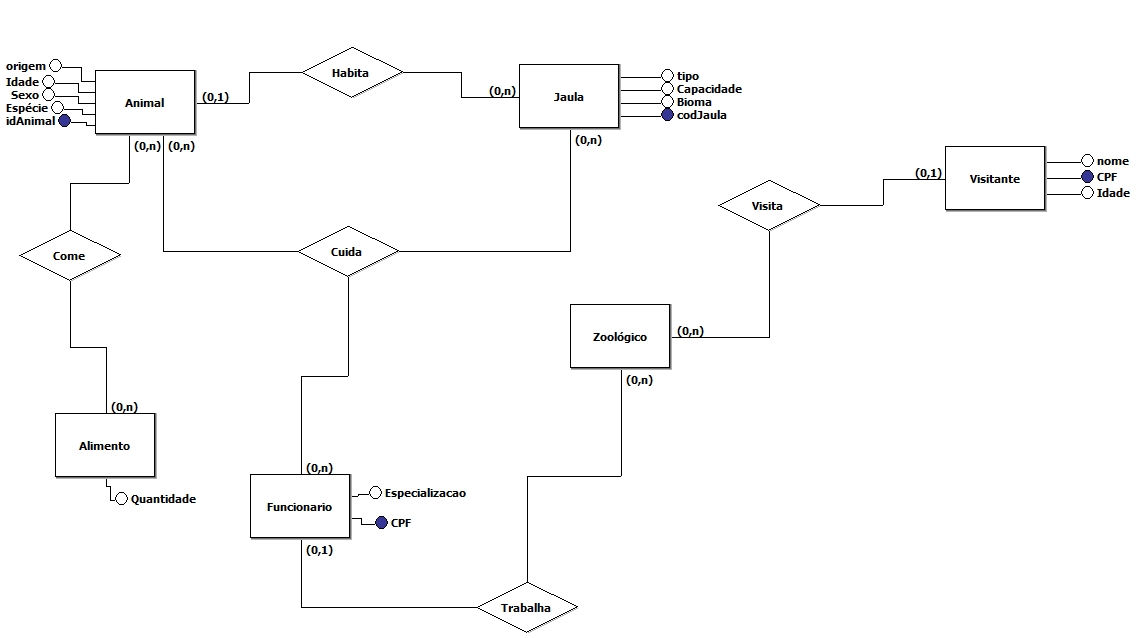 origem
Idade
Sexo
Espécie
idAnimal
Animal
(0,1)
Habita
(0,n)
Jaula
tipo
Capacidade
Bioma
codJaula
(0,n) (0,n)
(0,n)
Visitante
(0,1)
nome
CPF
Idade
Visita
Come
Cuida
Zoológico
(0,n)
(0,n)
(0,n)
Alimento
Quantidade
(0,n)
Funcionario
Especializacao
CPF
(0,1)
Trabalha